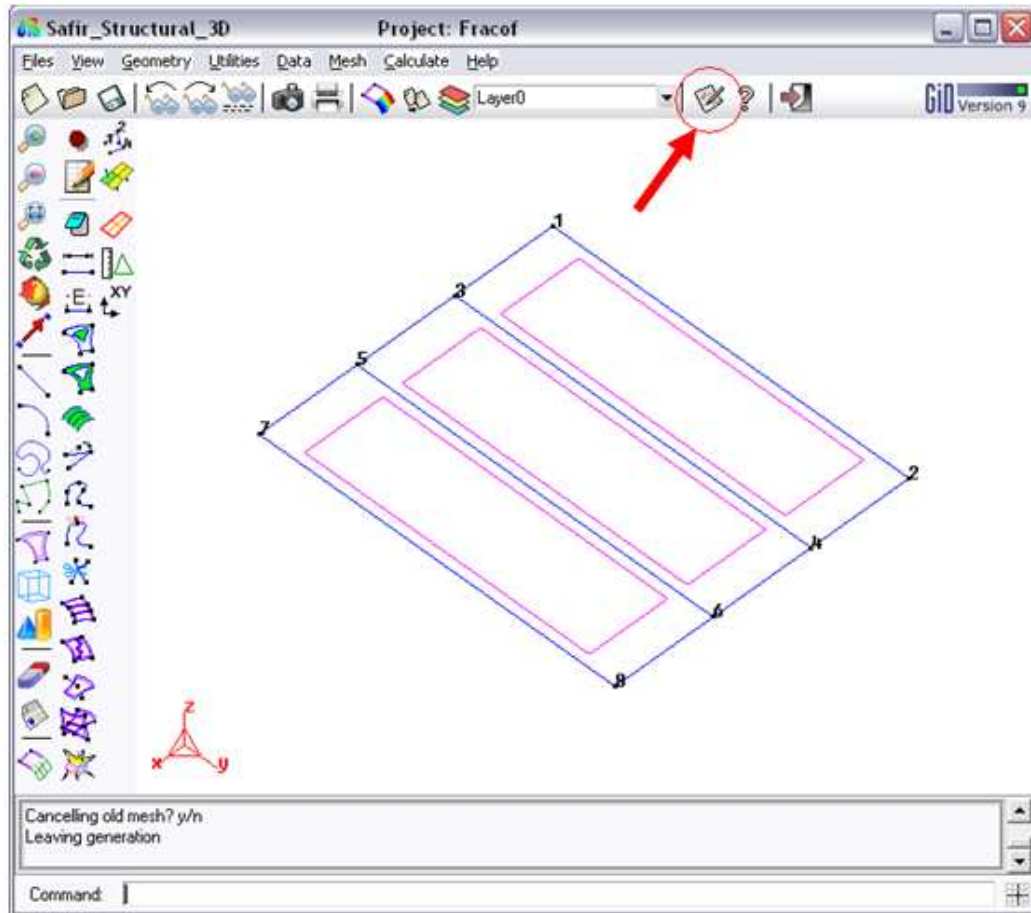 Safir_Structural_3D Project: Fracof
Files View Geometry Utilities Data Mesh Calculate Help
Layer0 ? GiD Version 9
E
XY
1
3
5
7
2
4
6
8
z
x y
Cancelling old mesh? y/n
Leaving generation
Command: